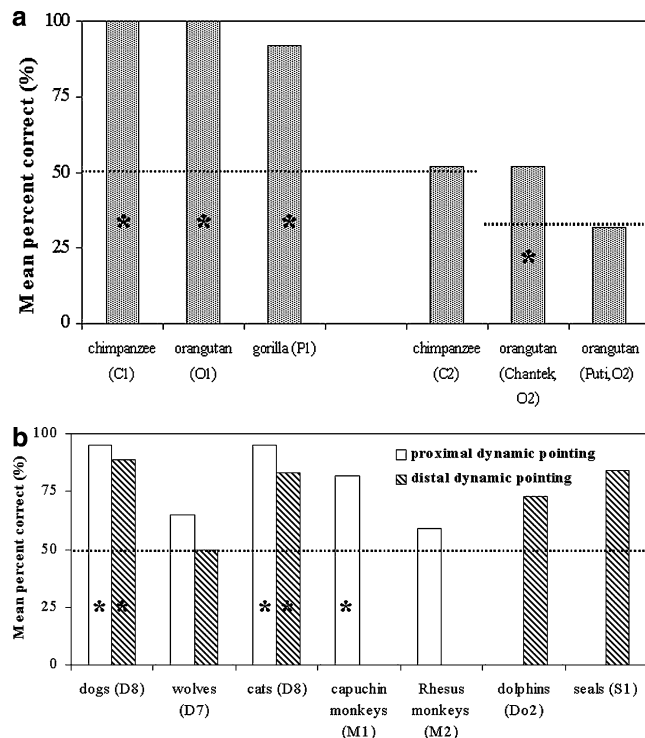 a
Mean percent correct (%)
100
75
50
25
0
*
*
*
*
chimpanzee
(C1)
orangutan
(O1)
gorilla (P1)
chimpanzee
(C2)
orangutan
(Chantek,
O2)
orangutan
(Puti, O2)
b
Mean percent correct (%)
100
75
50
25
0
proximal dynamic pointing
distal dynamic pointing
* *
* *
*
dogs (D8)
wolves
(D7)
cats (D8)
capuchin
monkeys
(M1)
Rhesus
monkeys
(M2)
dolphins
(Do2)
seals (S1)